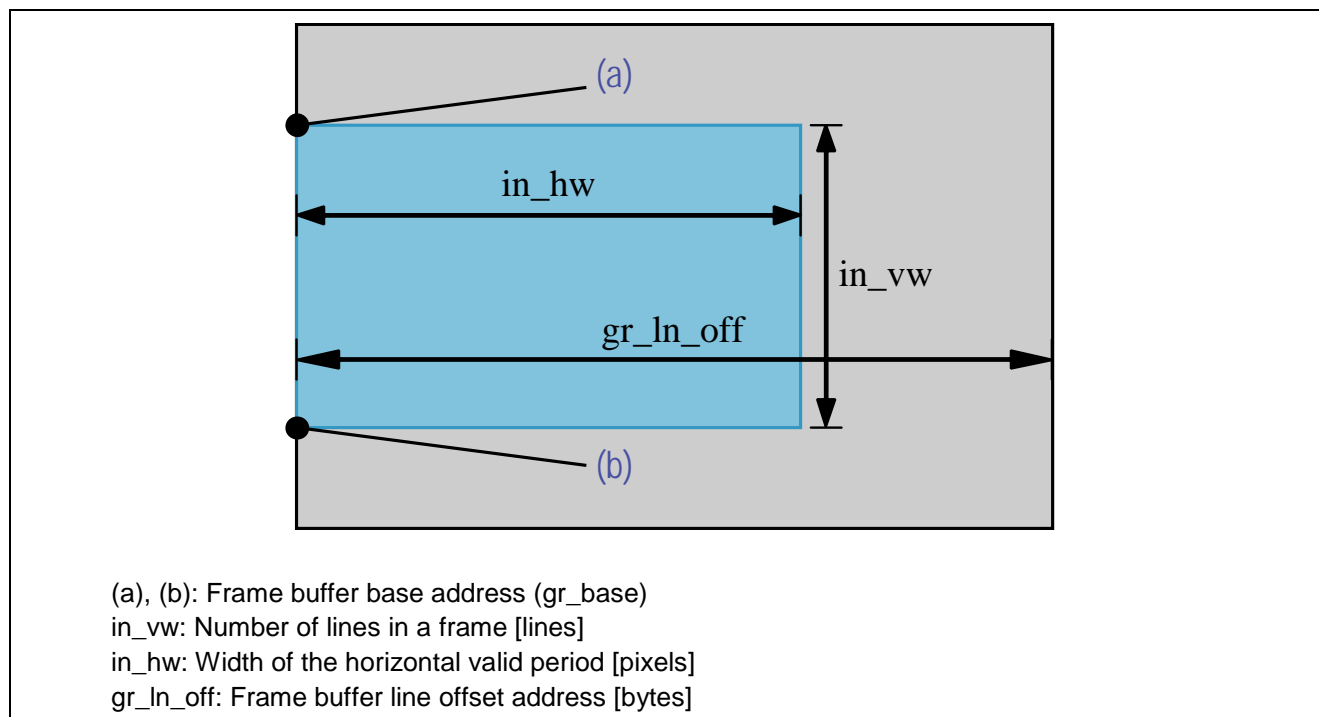 (a)
in_hw
in_vw
gr_ln_off
(b)
(a), (b): Frame buffer base address (gr_base)
in_vw: Number of lines in a frame [lines]
in_hw: Width of the horizontal valid period [pixels]
gr_ln_off: Frame buffer line offset address [bytes]